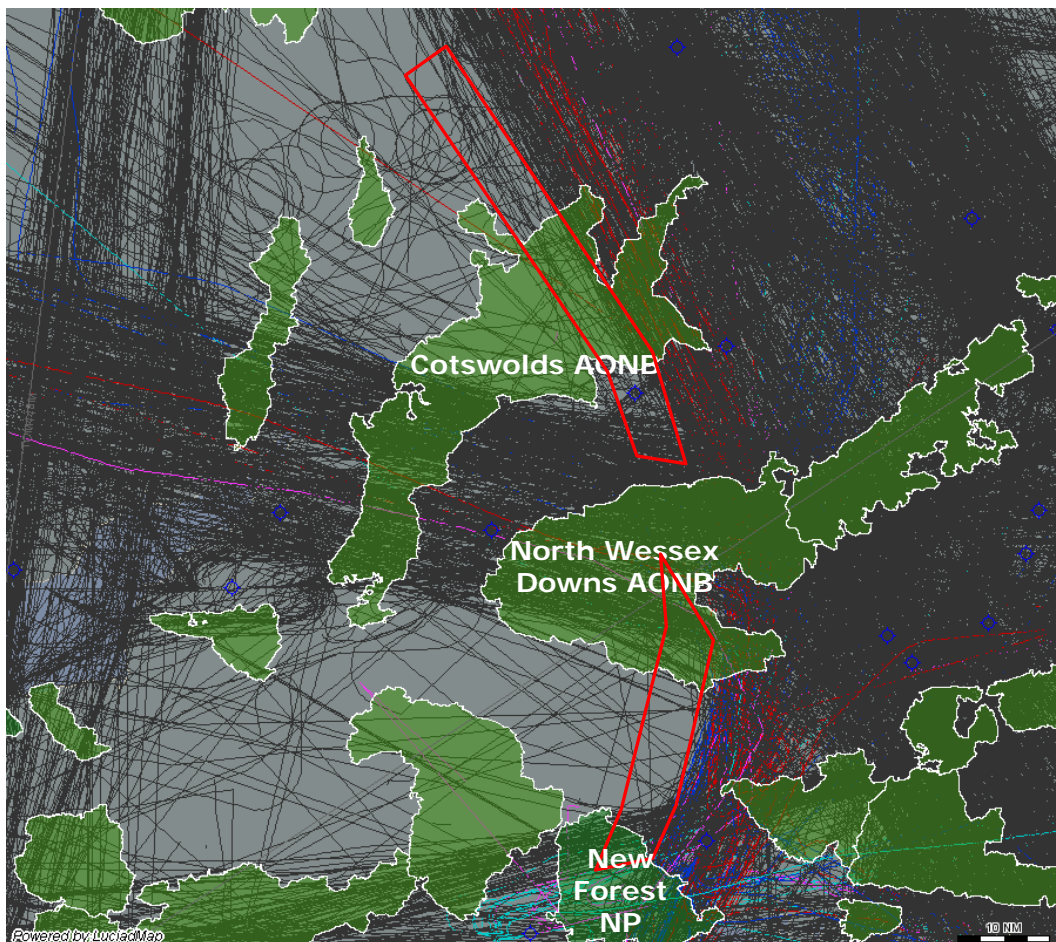 Cotswolds AONB
North Wessex
Downs AONB
New
Forest
NP
Powered by LuciadMap
10 NM